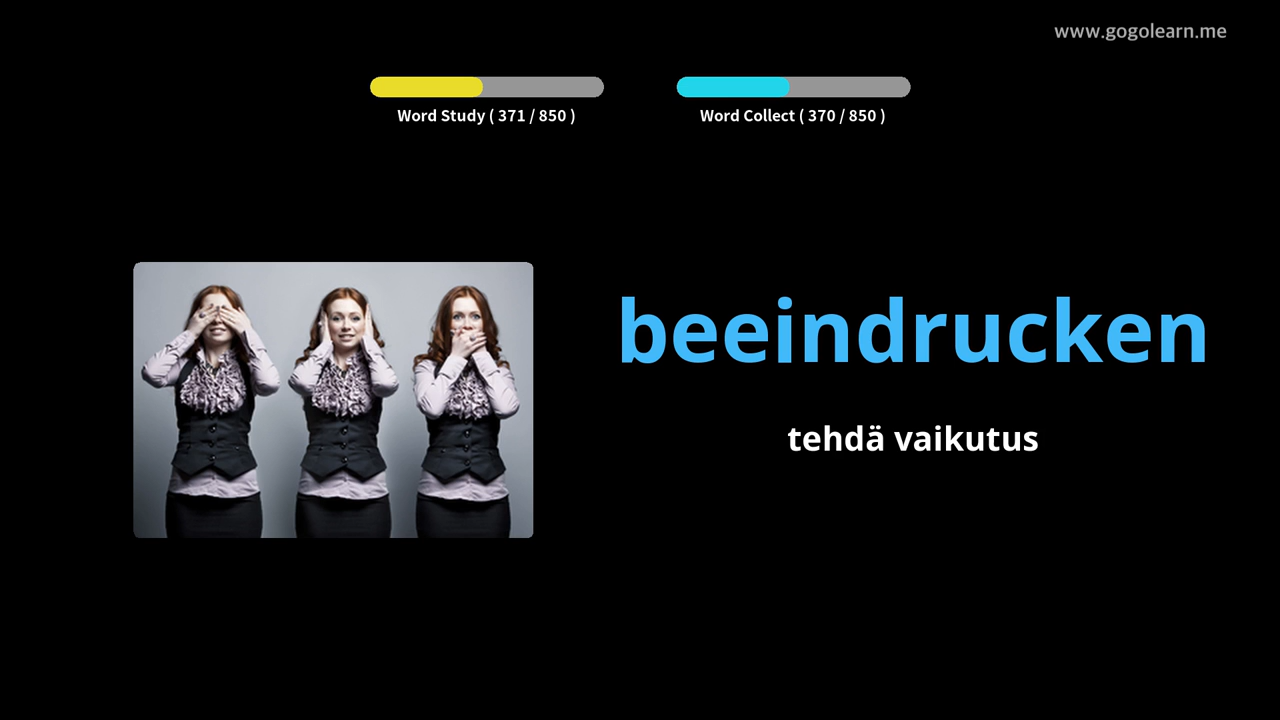 www.gogolearn.me
Word Study ( 371 / 850 )
Word Collect ( 370 / 850 )
beeindrucken
tehdä vaikutus